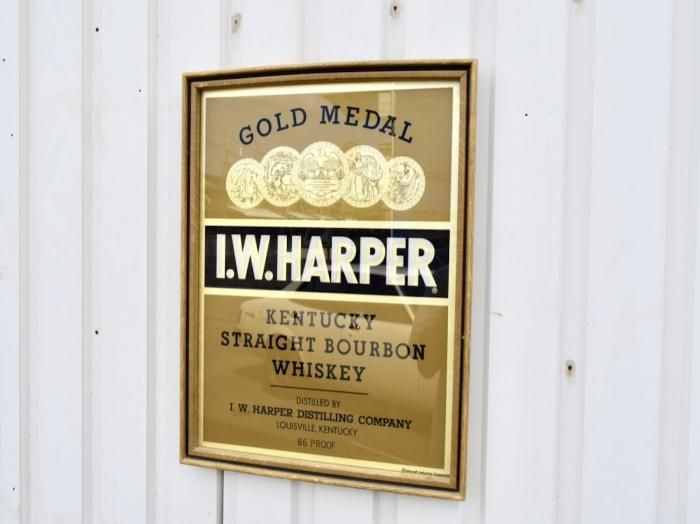 GOLD MEDAL
I.W. HARPER®
KENTUCKY
STRAIGHT BOURBON
WHISKEY
DISTILLED BY
I. W. HARPER DISTILLING COMPANY
LOUISVILLE, KENTUCKY
86 PROOF